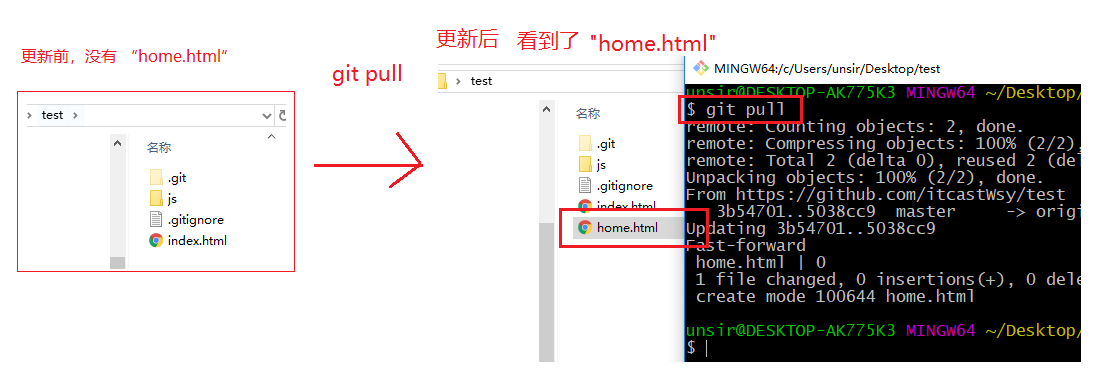 更新前，没有 “home.html”
test
名称
.git
js
.gitignore
index.html
git pull
更新后 看到了 "home.html"
test
名称
.git
js
.gitignore
index.html
home.html
MINGW64:/c/Users/unsir/Desktop/test
unsir@DESKTOP-AK775K3 MINGW64 ~/Desktop/
$ git pull
remote: Counting objects: 2, done.
remote: Compressing objects: 100% (2/2),
remote: Total 2 (delta 0), reused 2 (del
Unpacking objects: 100% (2/2), done.
From https://github.com/itcastWsy/test
3b54701..5038cc9 master -> origi
Updating 3b54701..5038cc9
Fast-forward
home.html | 0
1 file changed, 0 insertions(+), 0 dele
create mode 100644 home.html
unsir@DESKTOP-AK775K3 MINGW64 ~/Desktop/
$